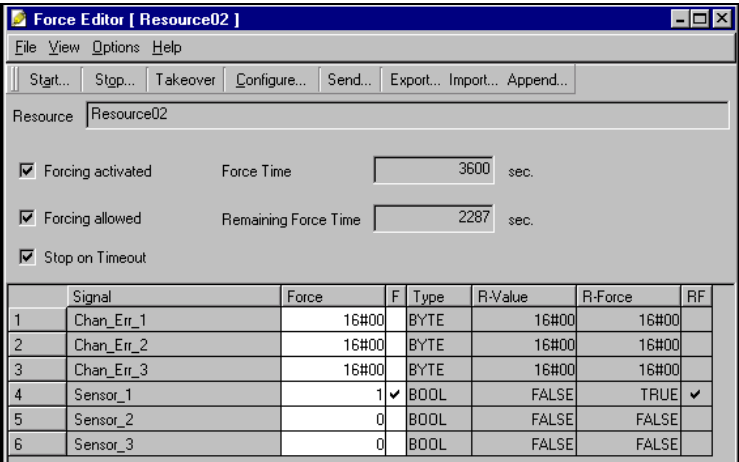 Force Editor [ Resource02 ]
File View Options Help
Start... Stop... Takeover Configure... Send... Export... Import... Append...
Resource Resource02
Forcing activated Force Time 3600 sec.
Forcing allowed Remaining Force Time 2287 sec.
Stop on Timeout
Signal Force F Type R-Value R-Force RF
1 Chan_Err_1 16#00 BYTE 16#00 16#00
2 Chan_Err_2 16#00 BYTE 16#00 16#00
3 Chan_Err_3 16#00 BYTE 16#00 16#00
4 Sensor_1 1 BOOL FALSE TRUE
5 Sensor_2 0 BOOL FALSE FALSE
6 Sensor_3 0 BOOL FALSE FALSE